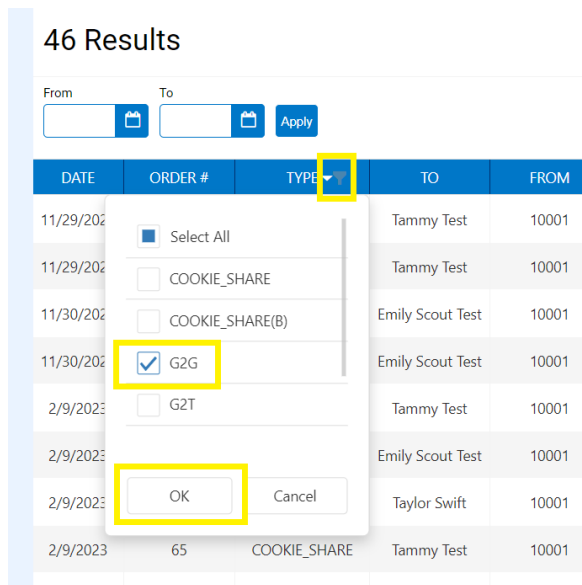 46 Results
From To
Apply
DATE ORDER # TYPE TO FROM
11/29/202 Tammy Test 10001
Select All
11/29/202 Tammy Test 10001
COOKIE_SHARE
11/30/202 Emily Scout Test 10001
COOKIE_SHARE(B)
11/30/202 Emily Scout Test 10001
G2G
2/9/2023 Tammy Test 10001
G2T
2/9/2023 Emily Scout Test 10001
2/9/2023 Taylor Swift 10001
OK Cancel
2/9/2023 65 COOKIE_SHARE Tammy Test 10001